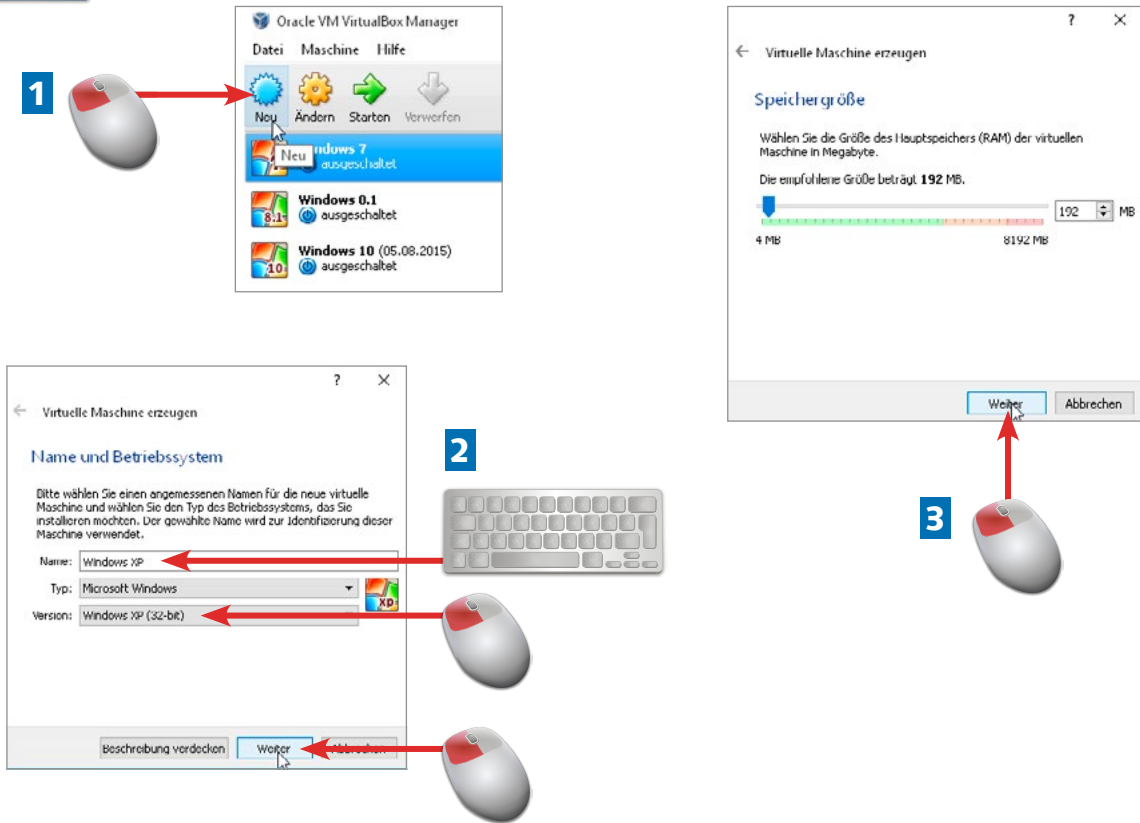 1
Oracle VM VirtualBox Manager
Datei Maschine Hilfe
Neu Ändern Starten Verwerfen
Windows 7
ausgeschaltet
Neu
8.1
Windows 8.1
ausgeschaltet
10
Windows 10 (05.08.2015)
ausgeschaltet
?
Virtuelle Maschine erzeugen
Name und Betriebssystem
Bitte wählen Sie einen angemessenen Namen für die neue virtuelle
Maschine und wählen Sie den Typ des Betriebssystems, das Sie
installieren möchten. Der gewählte Name wird zur Identifizierung dieser
Maschine verwendet.
Name: Windows XP
Typ: Microsoft Windows
xp
Version: Windows XP (32-bit)
Beschreibung verdecken Weiter Abbrechen
2
?
Virtuelle Maschine erzeugen
Speichergröße
Wählen Sie die Größe des Hauptspeichers (RAM) der virtuellen
Maschine in Megabyte.
Die empfohlene Größe beträgt 192 MB.
192 MB
4 MB 8192 MB
Weiter Abbrechen
3